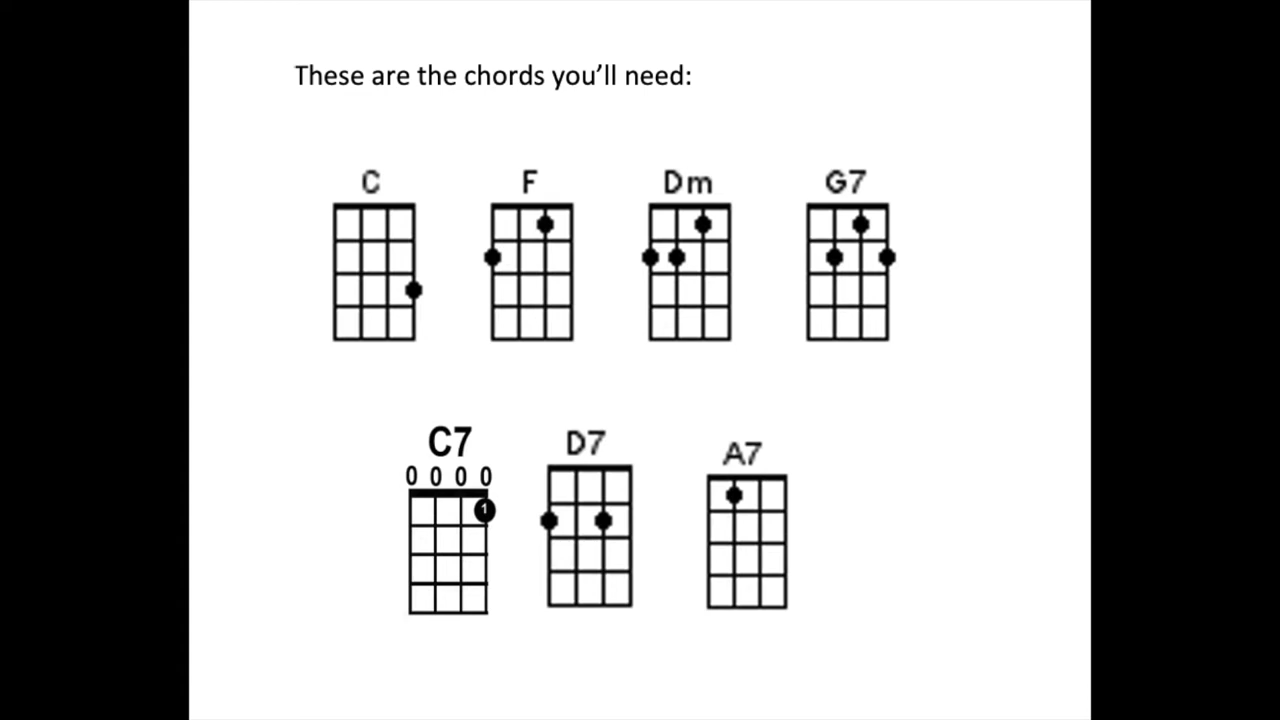 These are the chords you’ll need:
C F Dm G7
C7 D7 A7
0 0 0 0
1